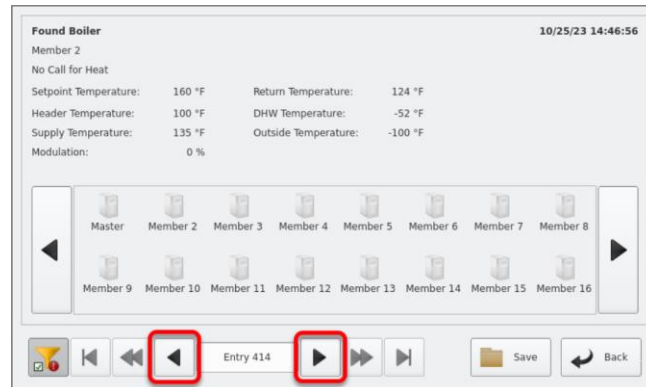 Found Boiler 10/25/23 14:46:56
Member 2
No Call for Heat
Setpoint Temperature: 160 °F Return Temperature: 124 °F
Header Temperature: 100 °F DHW Temperature: -52 °F
Supply Temperature: 135 °F Outside Temperature: -100 °F
Modulation: 0 %
Master Member 2 Member 3 Member 4 Member 5 Member 6 Member 7 Member 8
Member 9 Member 10 Member 11 Member 12 Member 13 Member 14 Member 15 Member 16
Entry 414 Save Back